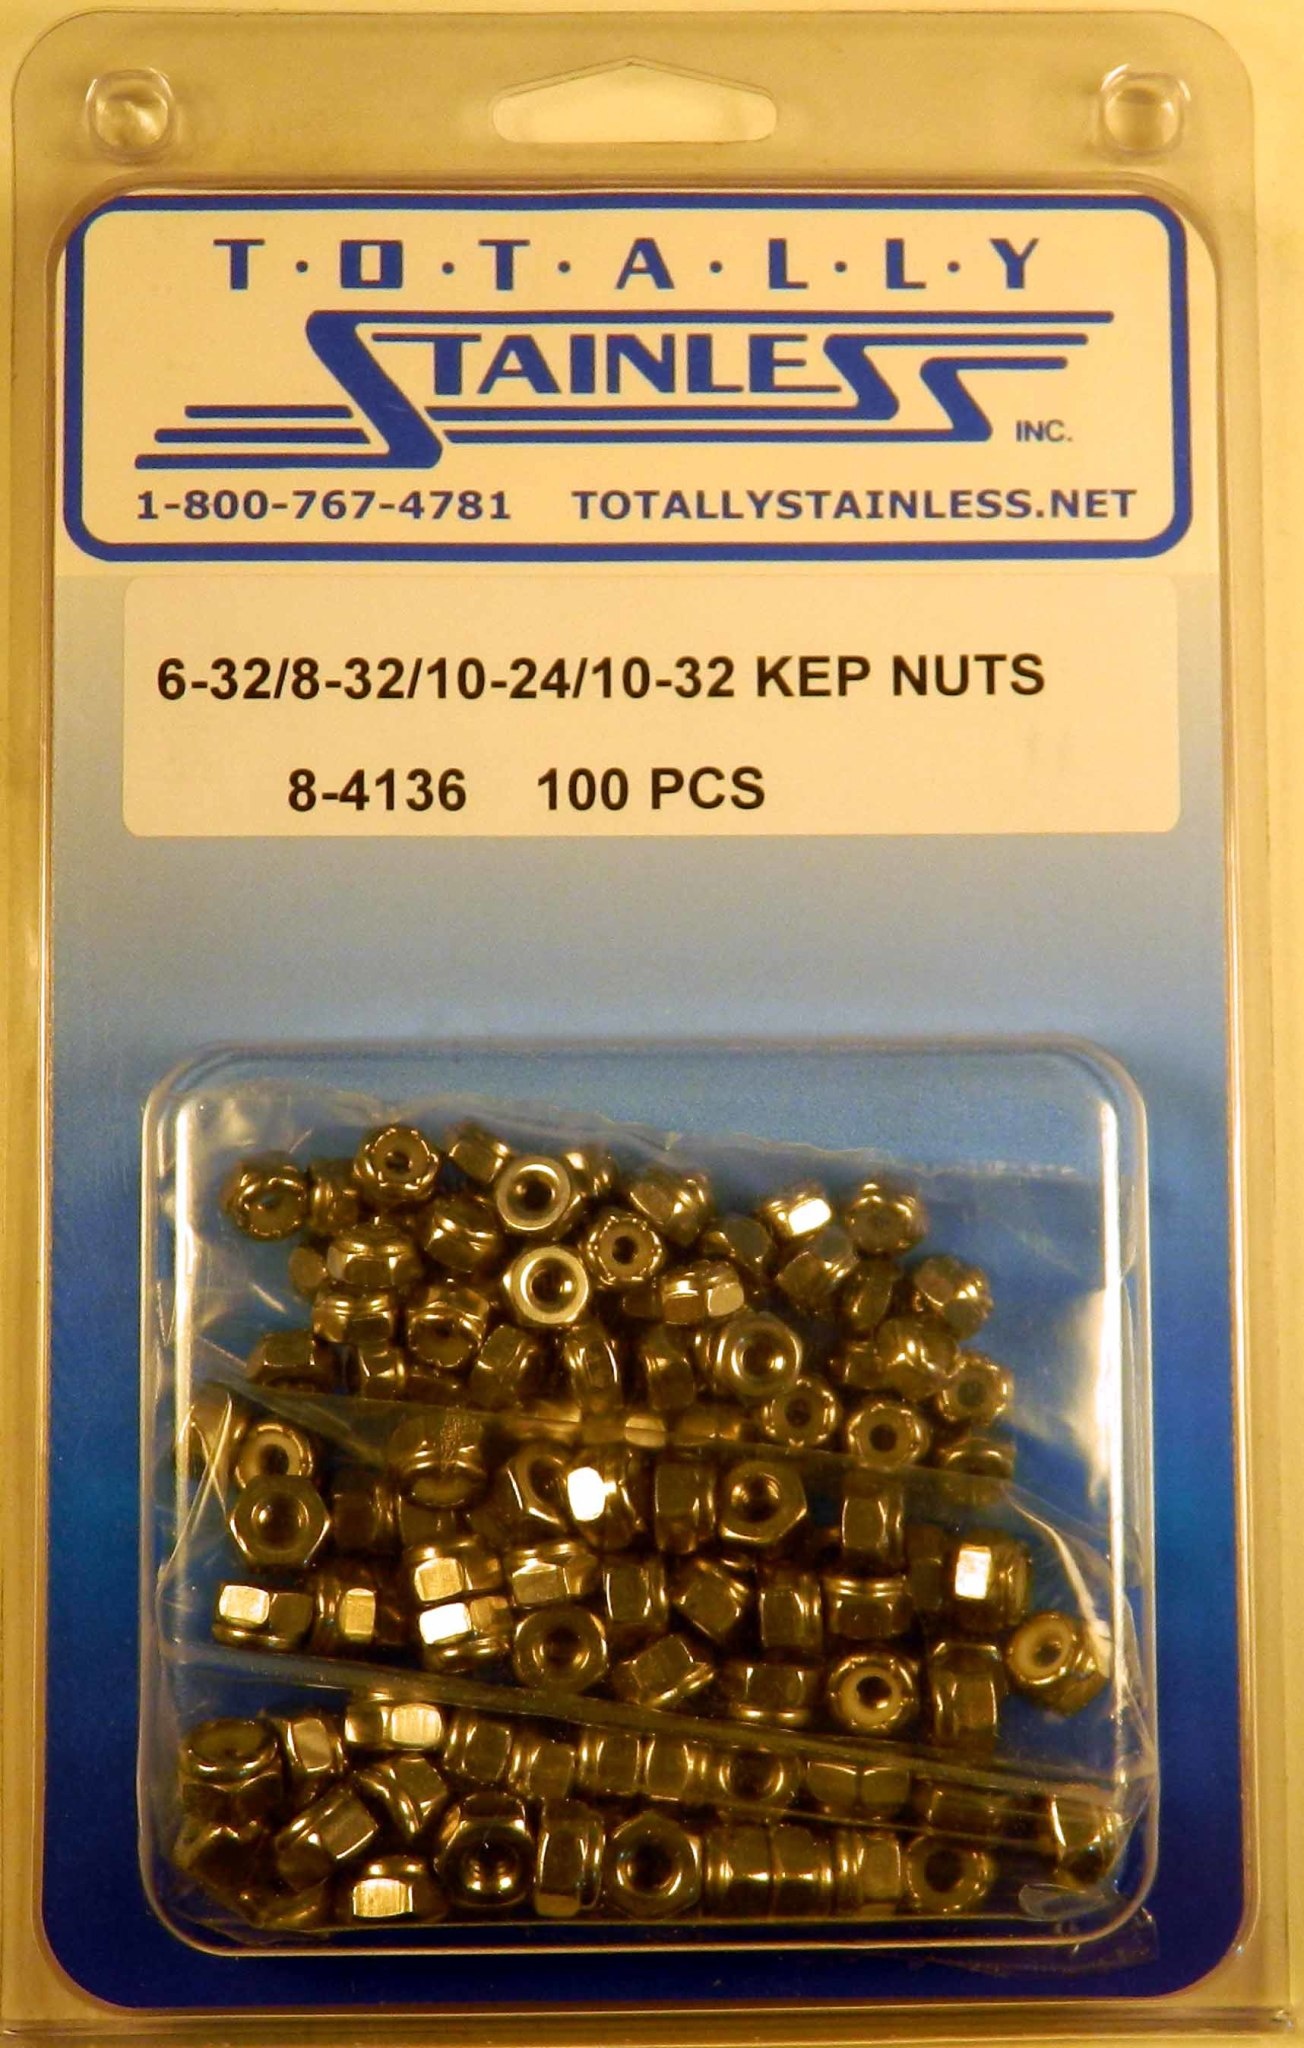 T·O·T·A·L·L·Y
STAINLESS
INC.
1-800-767-4781 TOTALLYSTAINLESS.NET
6-32/8-32/10-24/10-32 KEP NUTS
8-4136 100 PCS